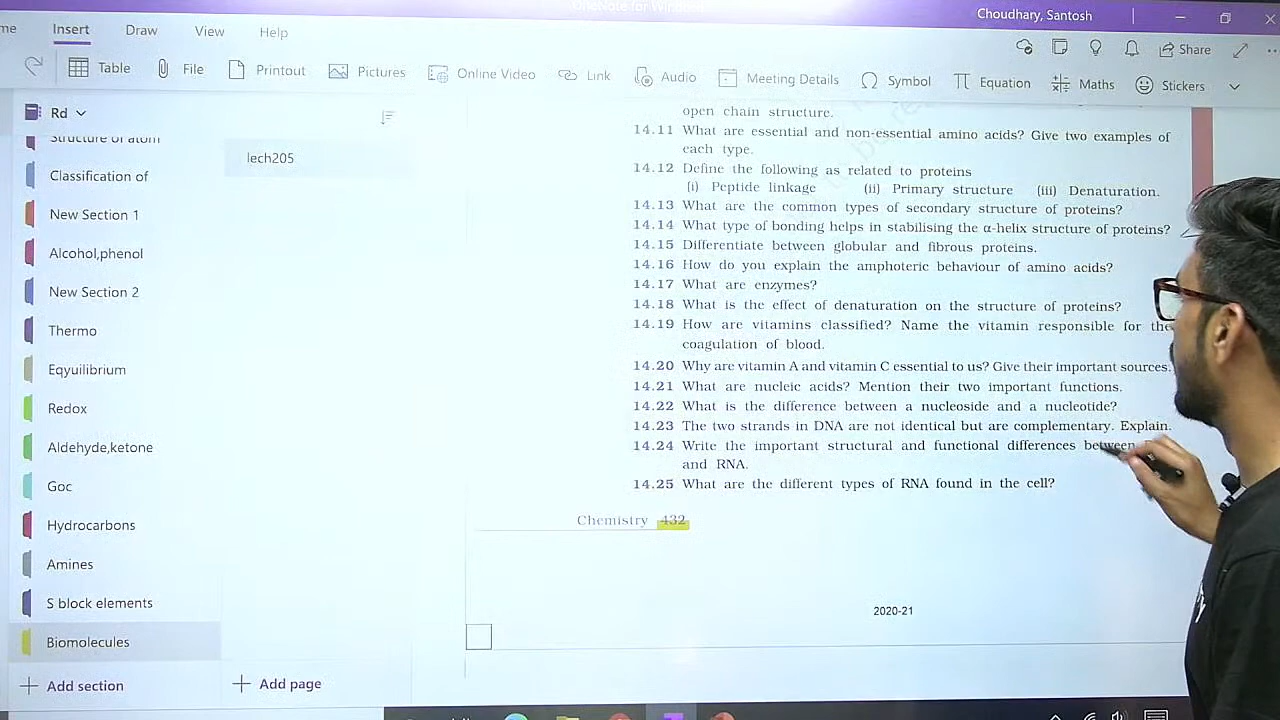 OneNote for Windows
Choudhary, Santosh
Insert Draw View Help
Share
Table File Printout Pictures Online Video Link Audio Meeting Details Symbol Equation Maths Stickers
Rd
Structure of atom
lech205
Classification of
New Section 1
Alcohol,phenol
New Section 2
Thermo
Eqyuilibrium
Redox
Aldehyde,ketone
Goc
Hydrocarbons
Amines
S block elements
Biomolecules
Add section
Add page
open chain structure.
14.11 What are essential and non-essential amino acids? Give two examples of
each type.
14.12 Define the following as related to proteins
(i) Peptide linkage (ii) Primary structure (iii) Denaturation.
14.13 What are the common types of secondary structure of proteins?
14.14 What type of bonding helps in stabilising the α-helix structure of proteins?
14.15 Differentiate between globular and fibrous proteins.
14.16 How do you explain the amphoteric behaviour of amino acids?
14.17 What are enzymes?
14.18 What is the effect of denaturation on the structure of proteins?
14.19 How are vitamins classified? Name the vitamin responsible for the
coagulation of blood.
14.20 Why are vitamin A and vitamin C essential to us? Give their important sources.
14.21 What are nucleic acids? Mention their two important functions.
14.22 What is the difference between a nucleoside and a nucleotide?
14.23 The two strands in DNA are not identical but are complementary. Explain.
14.24 Write the important structural and functional differences between
and RNA.
14.25 What are the different types of RNA found in the cell?
Chemistry 432
2020-21